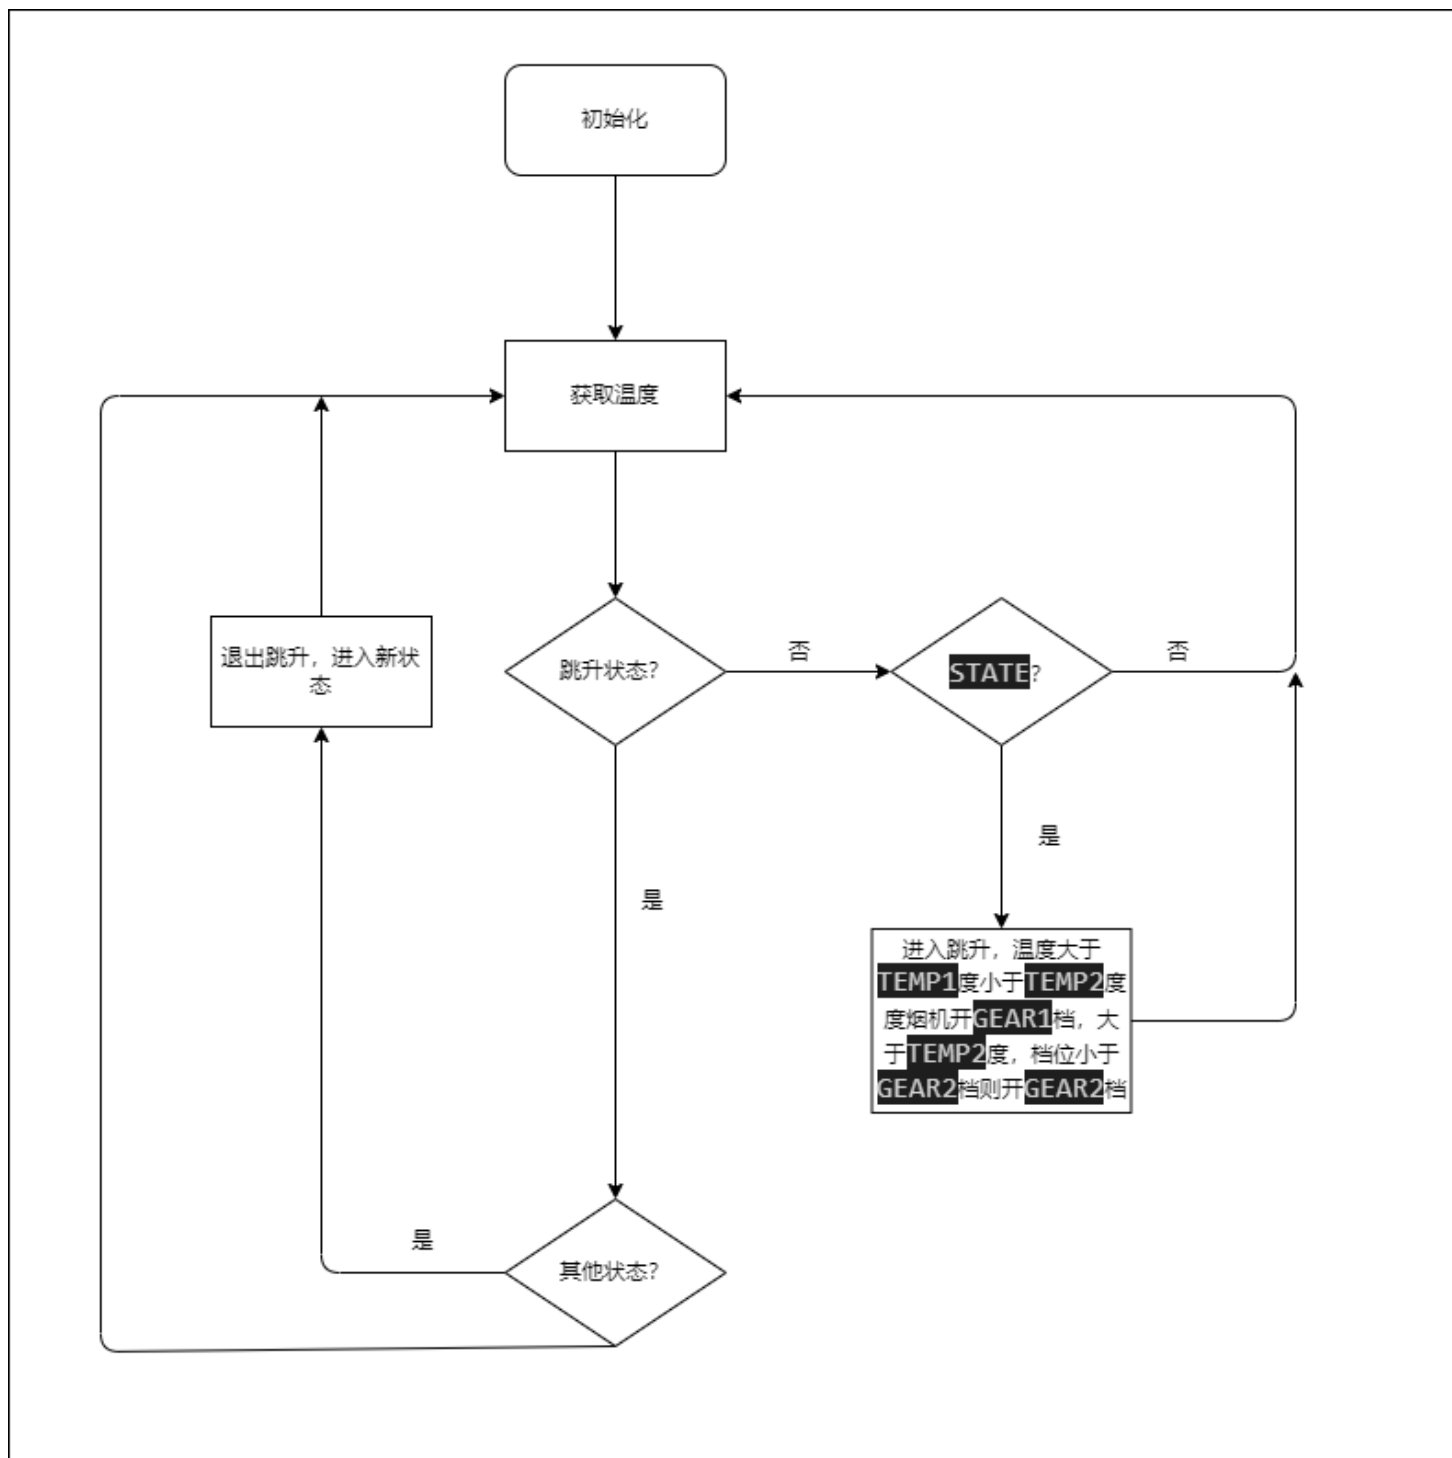 初始化
获取温度
退出跳升，进入新状
态
跳升状态？
否
STATE？
否
是
是
进入跳升，温度大于
TEMP1度小于TEMP2度
度烟机开GEAR1档，大
于TEMP2度，档位小于
GEAR2档则开GEAR2档
是
其他状态？